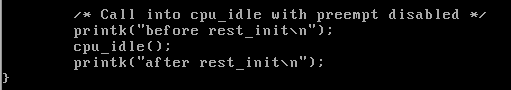 /* Call into cpu_idle with preempt disabled */
printk("before rest_init\n");
cpu_idle();
printk("after rest_init\n");
}